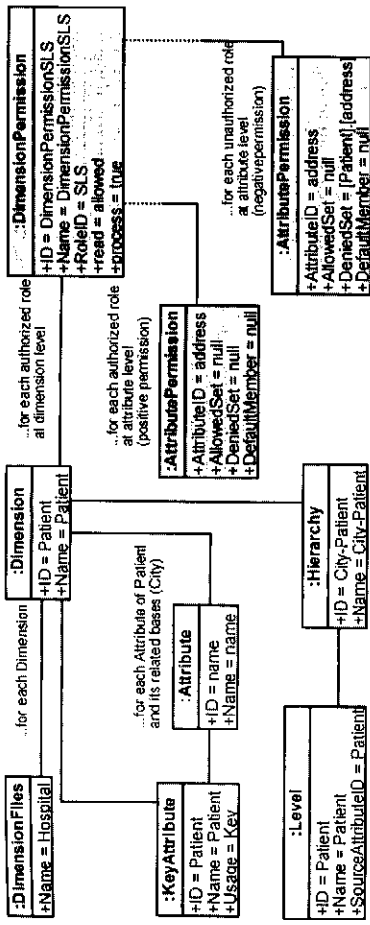 :DimensionFiles
+Name = Hospital
...for each Dimension
:Dimension
+ID = Patient
+Name = Patient
...for each authorized role
at dimension level
:DimensionPermission
+ID = DimensionPermissionSLS
+Name = DimensionPermissionSLS
+RoleID = SLS
+read = allowed
+process = true
:KeyAttribute
+ID = Patient
+Name = Patient
+Usage = Key
...for each Attribute of Patient
and its related bases (City)
:Attribute
+ID = name
+Name = name
...for each authorized role
at attribute level
(positive permission)
:AttributePermission
+AttributeID = address
+AllowedSet = null
+DeniedSet = null
+DefaultMember = null
...for each unauthorized role
at attribute level
(negativepermission)
:AttributePermission
+AttributeID = address
+AllowedSet = null
+DeniedSet = [Patient].[address]
+DefaultMember = null
:Level
+ID = Patient
+Name = Patient
+SourceAttributeID = Patient
:Hierarchy
+ID = City-Patient
+Name = City-Patient